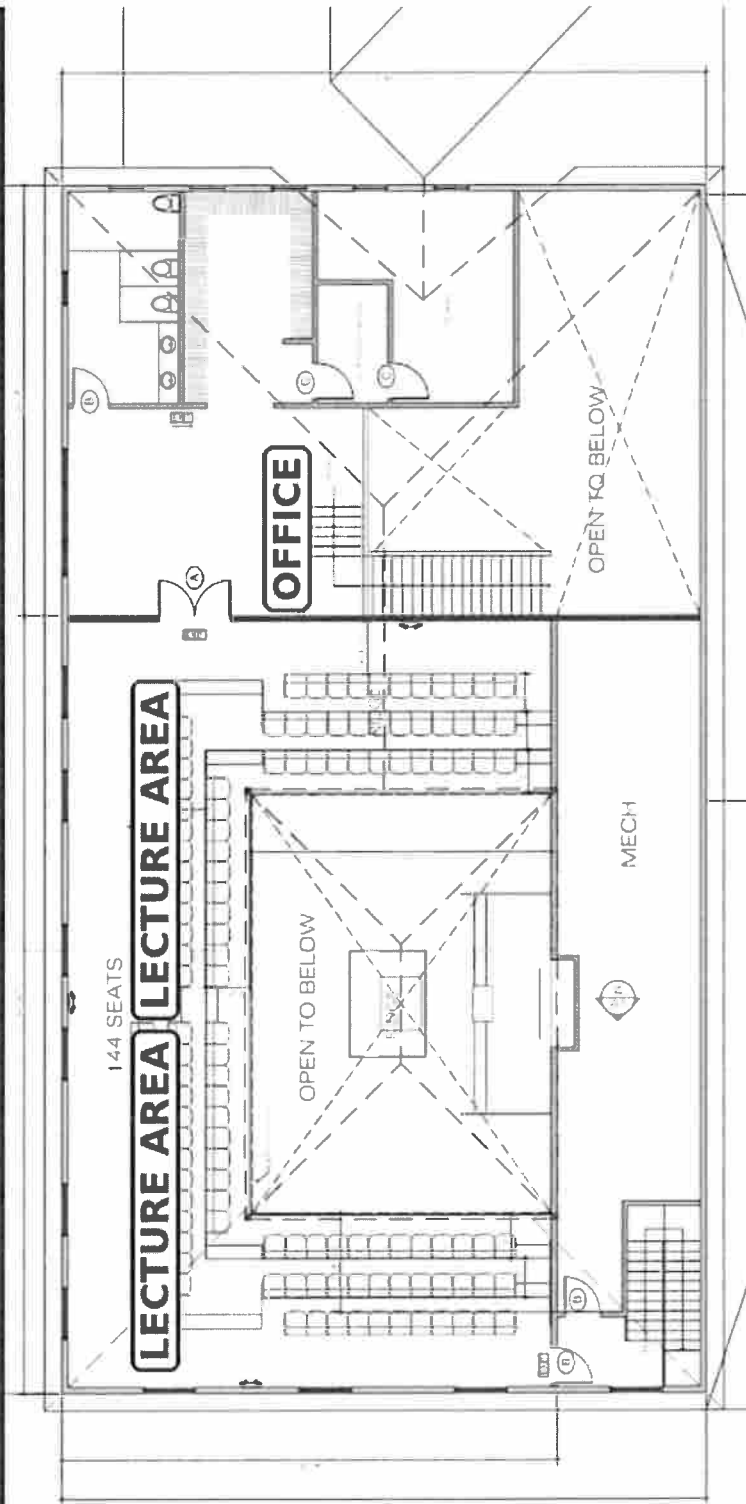 LECTURE AREA
LECTURE AREA
144 SEATS
OFFICE
OPEN TO BELOW
OPEN TO BELOW
MECH
A
B
C
C
B
B